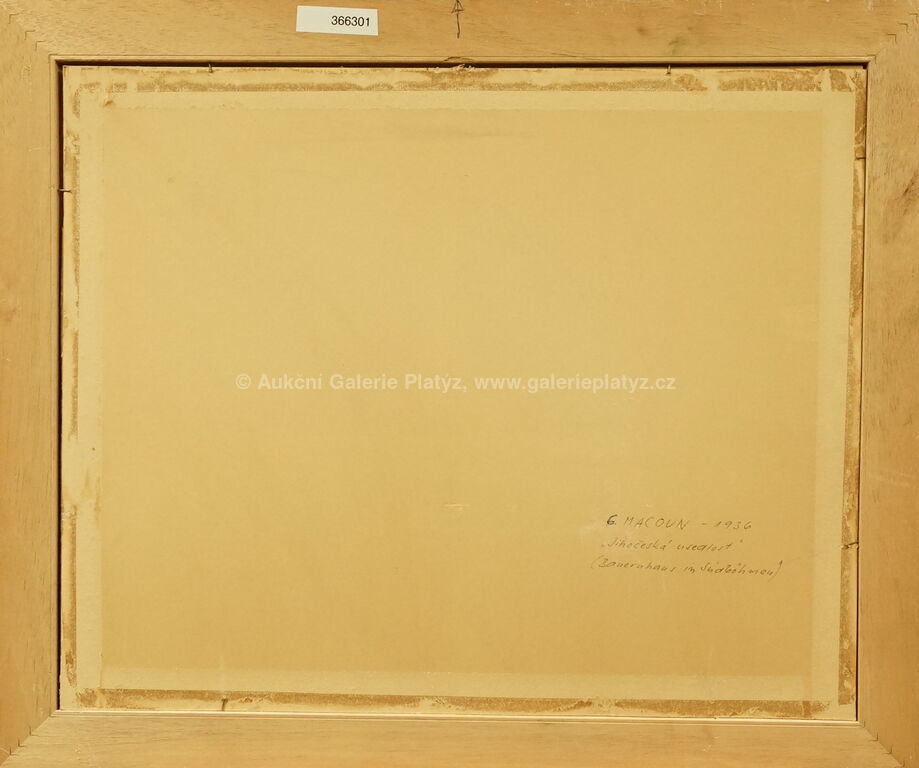 366301
© Aukční Galerie Platýz, www.galerieplatyz.cz
G. MACOUN - 1936
„Jihočeská usedlost"
(Bauernhaus in Südböhmen)